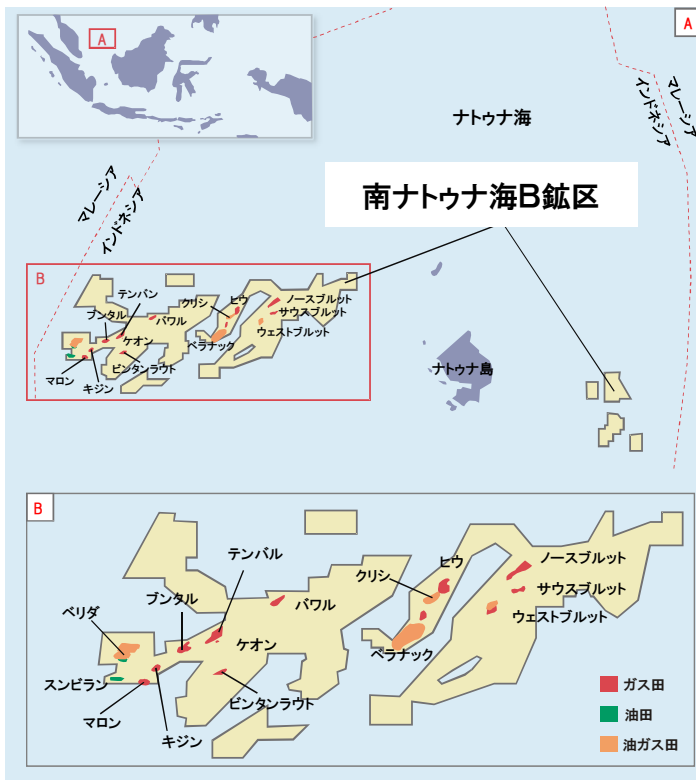 A
A
ナトゥナ海
マレーシア
インドネシア
マレーシア
インドネシア
南ナトゥナ海B鉱区
B
テンバン
ブンタル
バワル
クリシ
ヒウ
ノースブルット
サウスブルット
ウェストブルット
ケオン
ベラナック
ビンタンラウト
マロン
キジン
ナトゥナ島
B
テンバル
ブンタル
ベリダ
バワル
クリシ
ヒウ
ノースブルット
サウスブルット
ウェストブルット
ケオン
ベラナック
スンビラン
マロン
キジン
ビンタンラウト
ガス田
油田
油ガス田